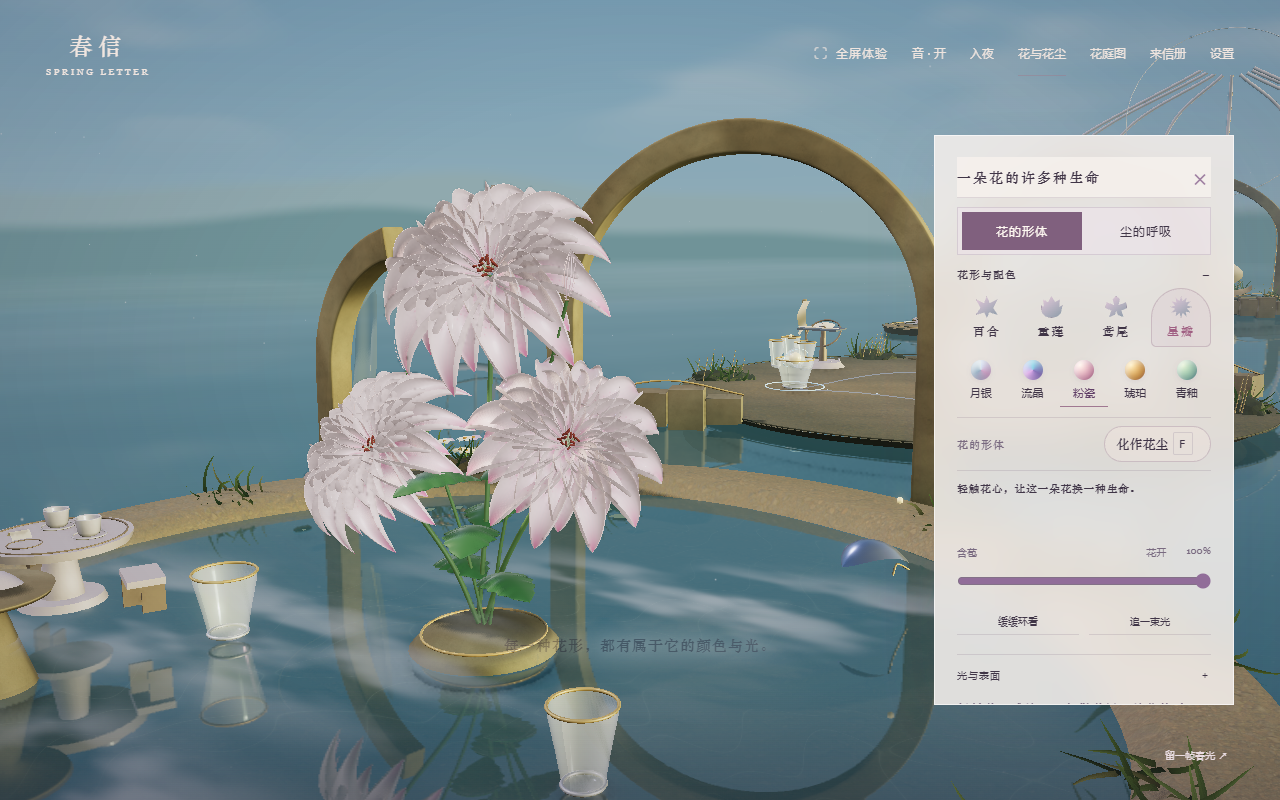 春信
SPRING LETTER
全屏体验 音·开 入夜 花与花尘 花庭图 来信册 设置
一朵花的许多种生命 ×
花的形体 尘的呼吸
花形与配色 −
百合 重莲 鸢尾 星瓣
月银 流晶 粉瓷 琥珀 青釉
花的形体 化作花尘 F
轻触花心，让这一朵花换一种生命。
含苞 花开 100%
缓缓环看 追一束光
每一种花形，都有属于它的颜色与光。
光与表面 +
留一帧春光 ↗